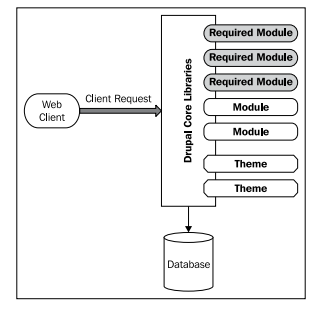 Required Module
Required Module
Required Module
Client Request
Web
Client
Drupal Core Libraries
Module
Module
Theme
Theme
Database